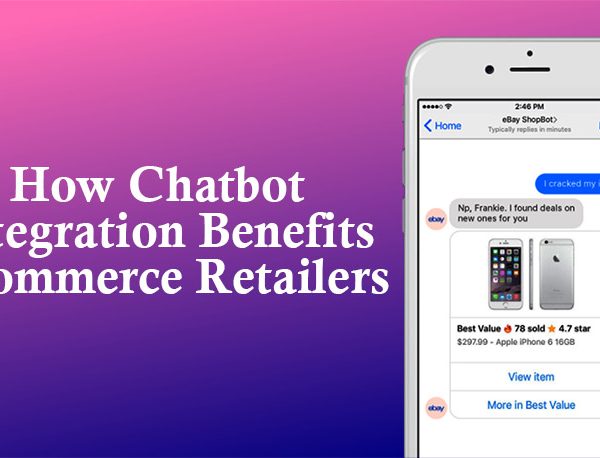 How Chatbot
tegration Benefits
ommerce Retailers
2:46 PM
Home
eBay ShopBot>
Typically replies in minutes
I cracked my i
Np, Frankie. I found deals on
new ones for you
ebay
Best Value 🔥 78 sold ⭐ 4.7 star
$297.99 - Apple iPhone 6 16GB
View item
More in Best Value
ebay